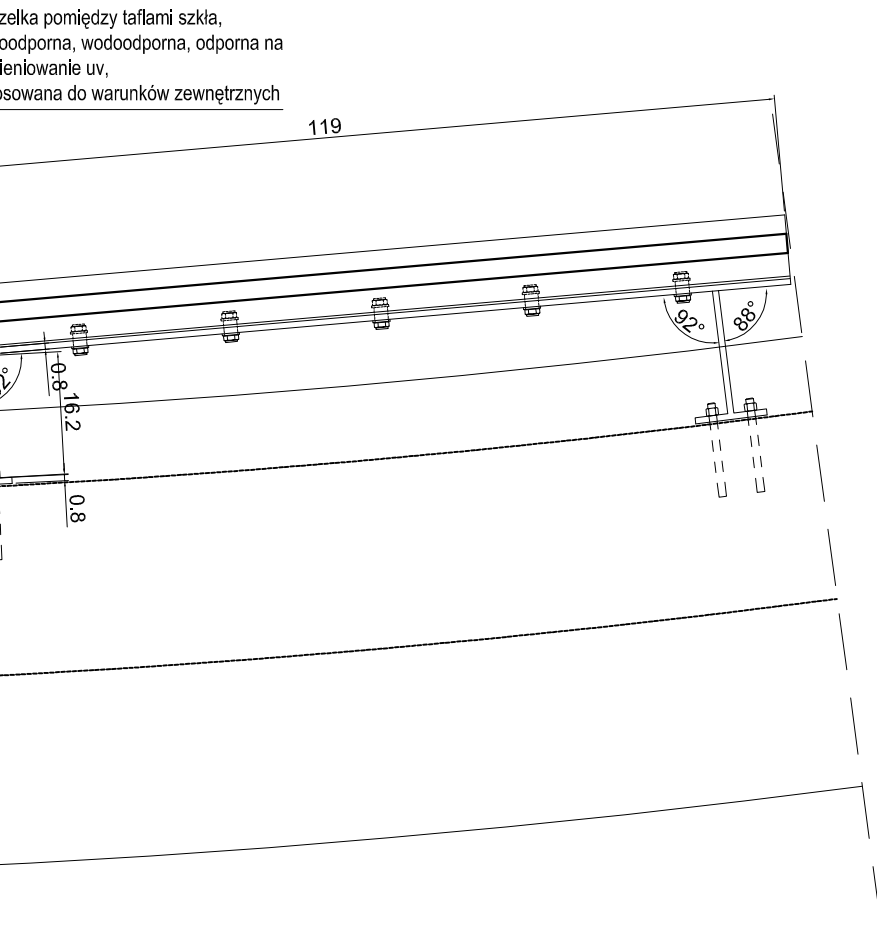 zelka pomiędzy taflami szkła,
oodporna, wodoodporna, odporna na
ieniowanie uv,
osowana do warunków zewnętrznych
119
92°
88°
2°
0.8
16.2
0.8